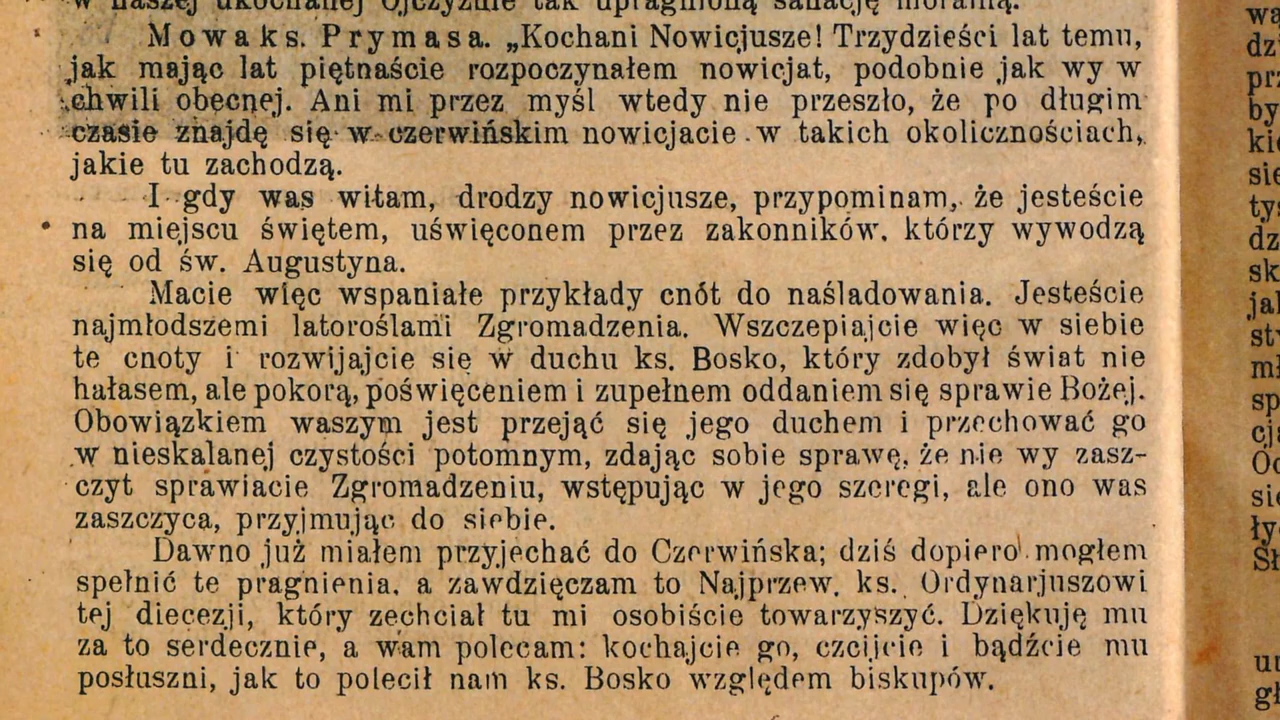 w naszej ukochanej Ojczyźnie tak upragnioną sanację moralną.
Mowa ks. Prymasa. „Kochani Nowicjusze! Trzydzieści lat temu,
jak mając lat piętnaście rozpoczynałem nowicjat, podobnie jak wy w
chwili obecnej. Ani mi przez myśl wtedy nie przeszło, że po długim
czasie znajdę się w czerwińskim nowicjacie w takich okolicznościach,
jakie tu zachodzą.
I gdy was witam, drodzy nowicjusze, przypominam, że jesteście
na miejscu świętem, uświęconem przez zakonników, którzy wywodzą
się od św. Augustyna.
Macie więc wspaniałe przykłady cnót do naśladowania. Jesteście
najmłodszemi latoroślami Zgromadzenia. Wszczepiajcie więc w siebie
te cnoty i rozwijajcie się w duchu ks. Bosko, który zdobył świat nie
hałasem, ale pokorą, poświęceniem i zupełnem oddaniem się sprawie Bożej.
Obowiązkiem waszym jest przejąć się jego duchem i przechować go
w nieskalanej czystości potomnym, zdając sobie sprawę, że nie wy zasz-
czyt sprawiacie Zgromadzeniu, wstępując w jego szeregi, ale ono was
zaszczyca, przyjmując do siebie.
Dawno już miałem przyjechać do Czerwińska; dziś dopiero mogłem
spełnić te pragnienia, a zawdzięczam to Najprzew. ks. Ordynarjuszowi
tej diecezji, który zechciał tu mi osobiście towarzyszyć. Dziękuję mu
za to serdecznie, a wam polecam: kochajcie go, czcijcie i bądźcie mu
posłuszni, jak to polecił nam ks. Bosko względem biskupów.